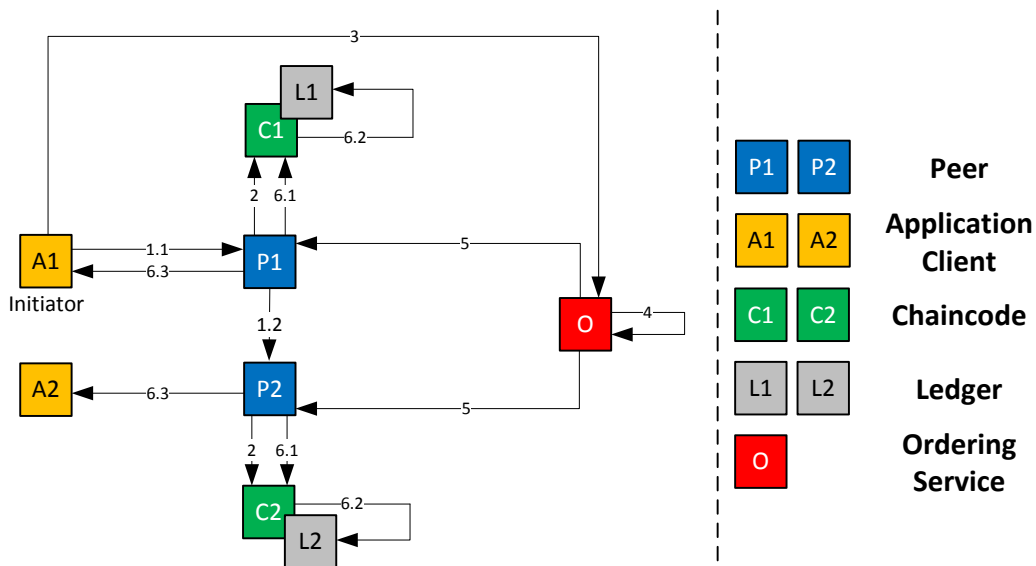 3
L1
C1
6.2
2
6.1
P1
P2
Peer
A1
1.1
6.3
P1
5
A1
A2
Application
Client
Initiator
O
4
C1
C2
Chaincode
1.2
A2
6.3
P2
5
L1
L2
Ledger
2
6.1
O
Ordering
Service
C2
6.2
L2